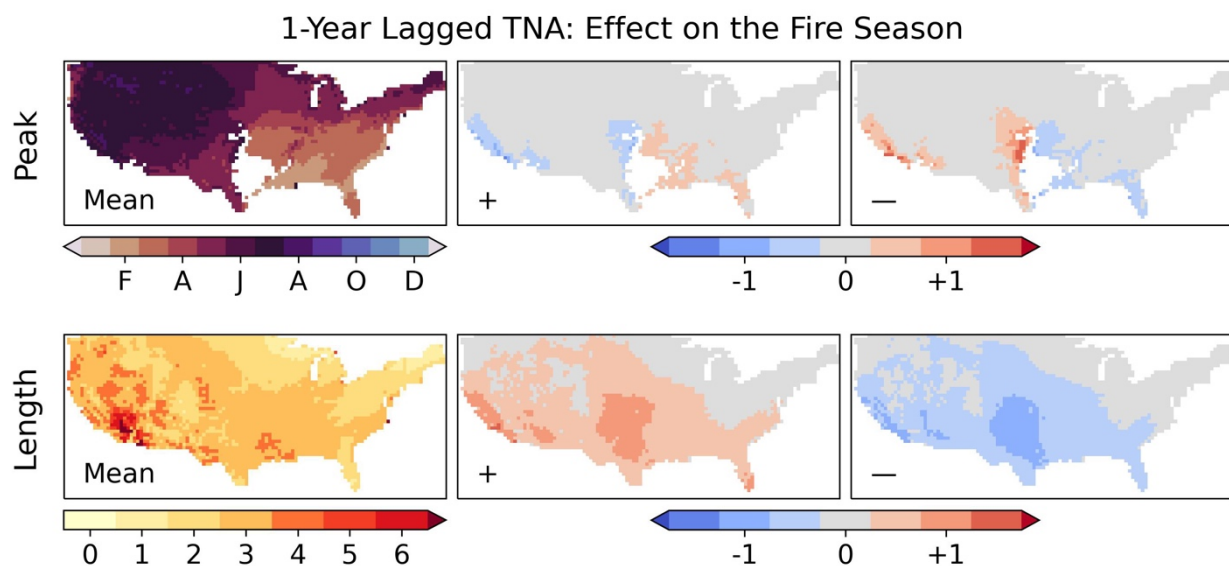 1-Year Lagged TNA: Effect on the Fire Season
Peak
Mean
+
—
F A J A O D
-1 0 +1
Length
Mean
+
—
0 1 2 3 4 5 6
-1 0 +1